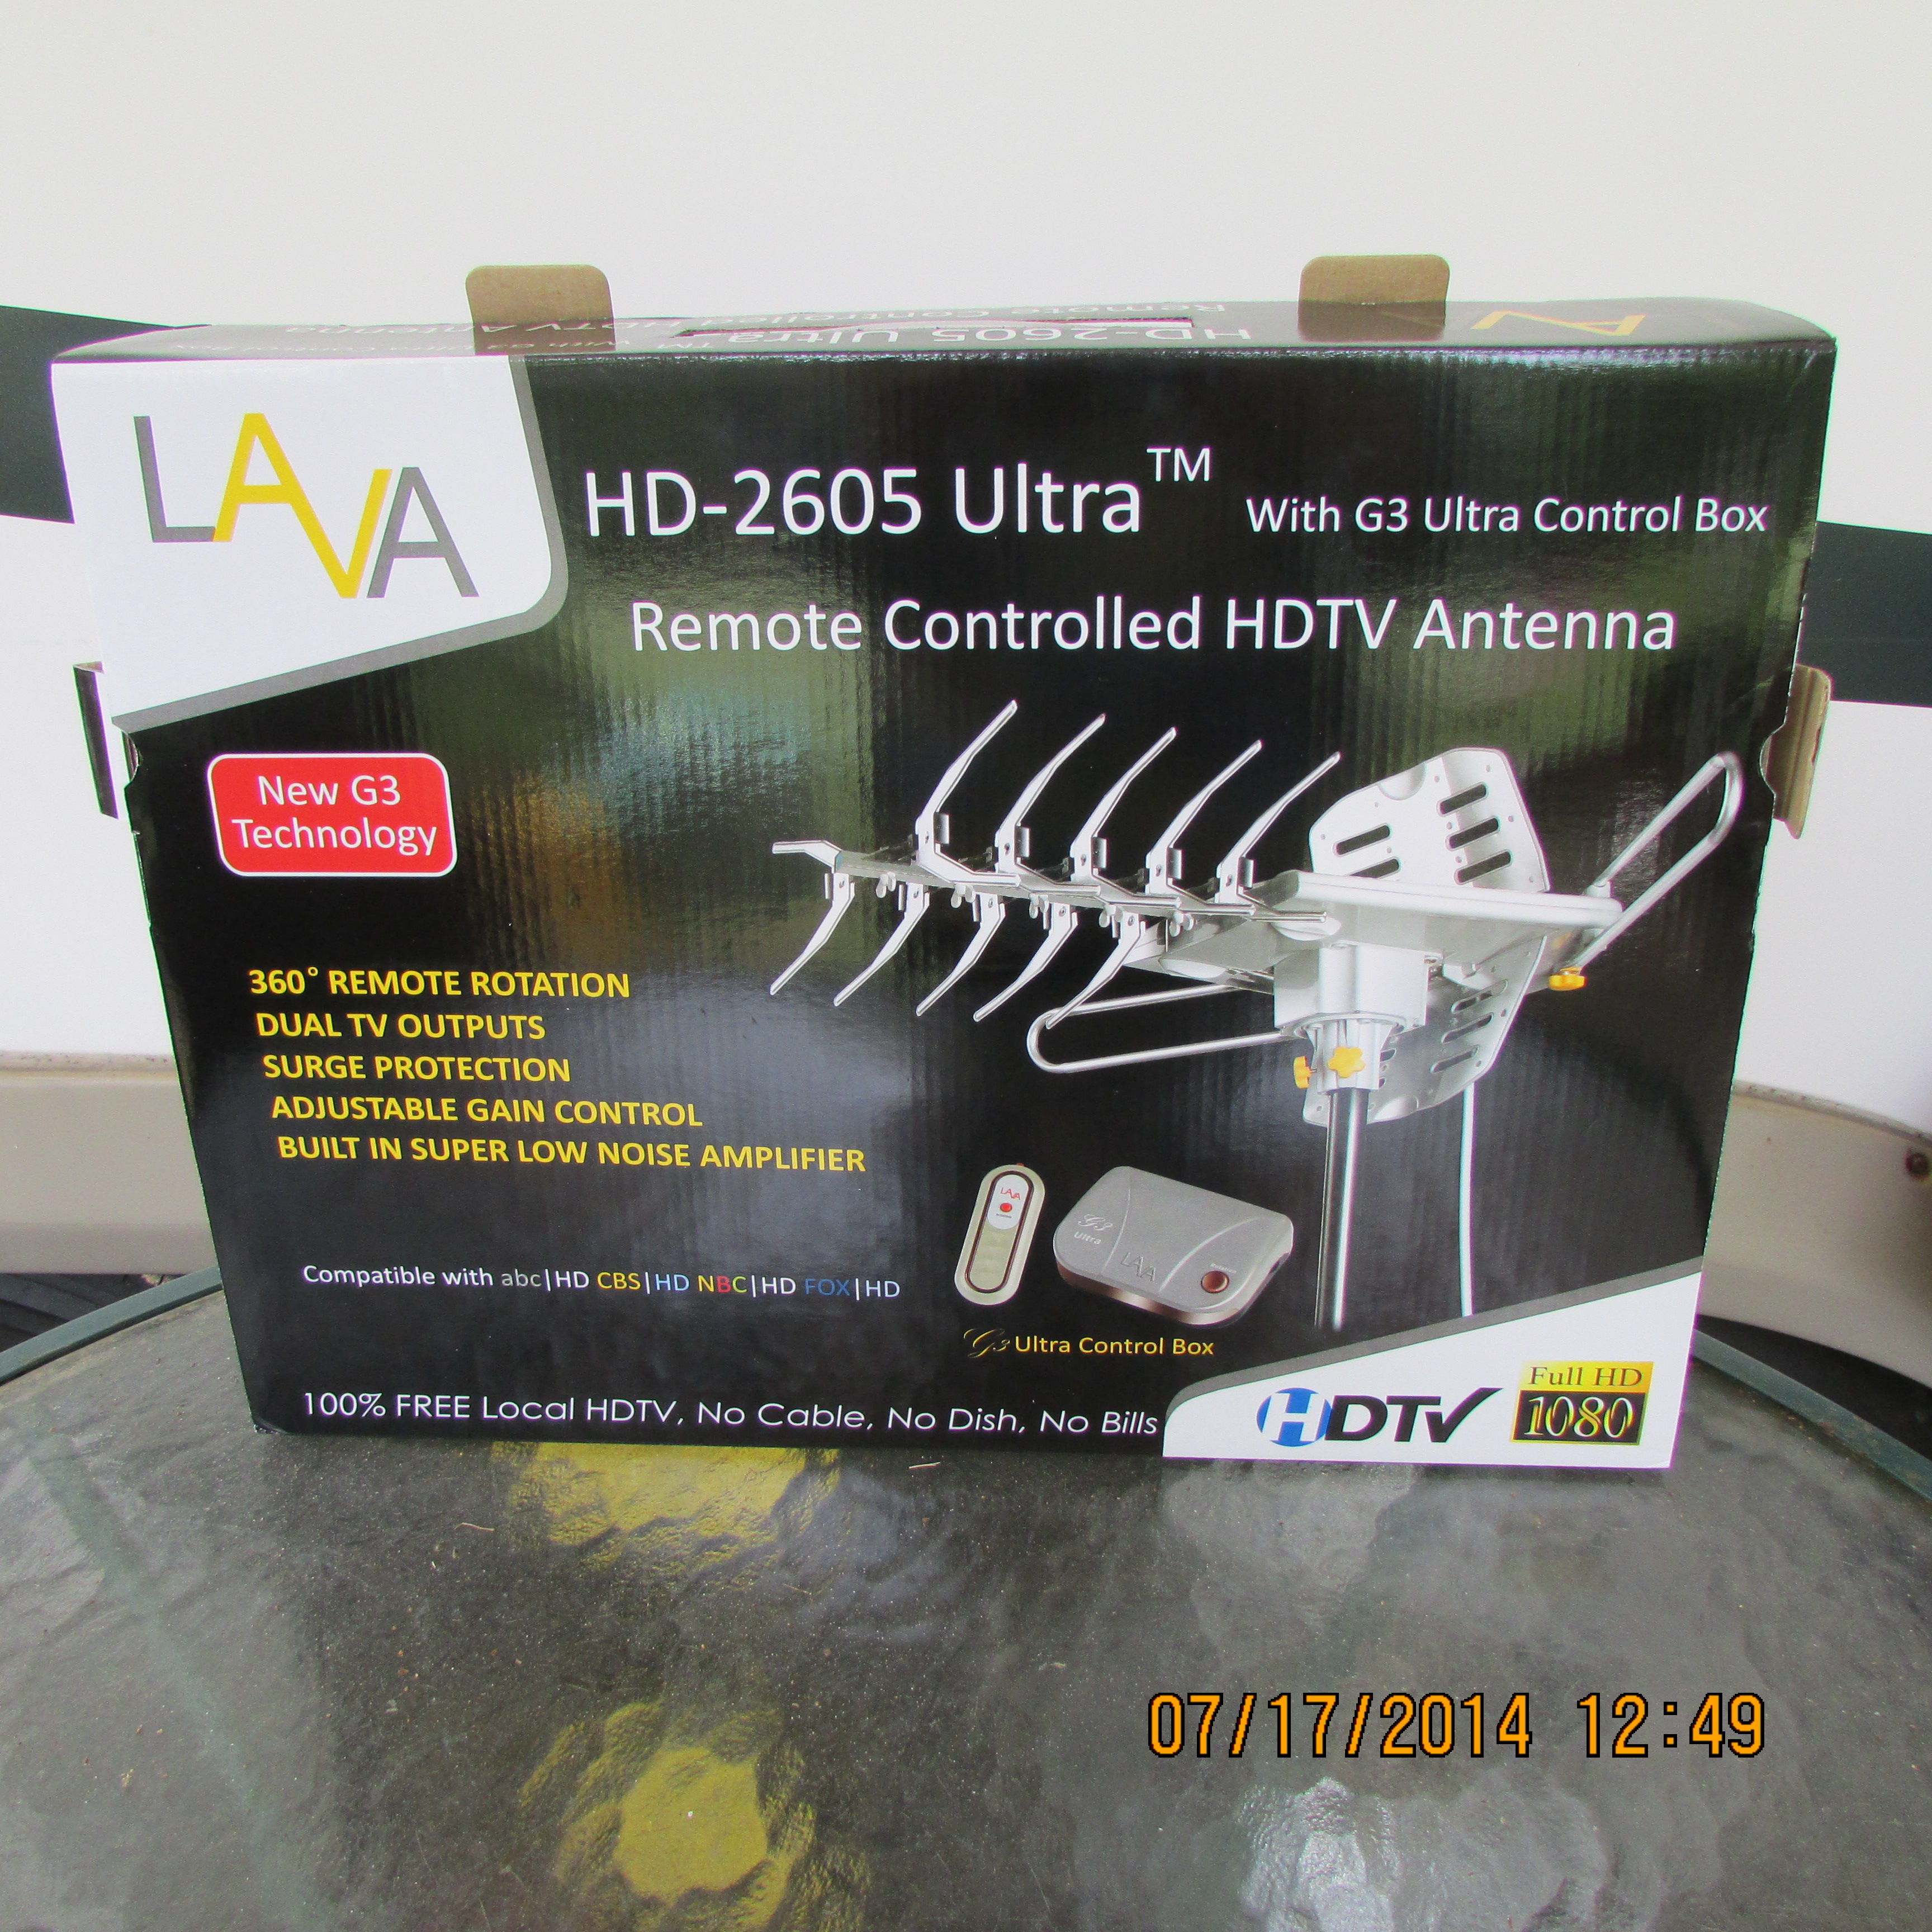 HD-2605 Ultra
Remote Controlled HDTV Antenna
LAVA
HD-2605 Ultra™ With G3 Ultra Control Box
Remote Controlled HDTV Antenna
New G3
Technology
360° REMOTE ROTATION
DUAL TV OUTPUTS
SURGE PROTECTION
ADJUSTABLE GAIN CONTROL
BUILT IN SUPER LOW NOISE AMPLIFIER
LAVA
G3
Ultra
LAVA
Compatible with abc|HD CBS|HD NBC|HD FOX|HD
G3 Ultra Control Box
100% FREE Local HDTV, No Cable, No Dish, No Bills
HDTV
Full HD
1080
07/17/2014 12:49